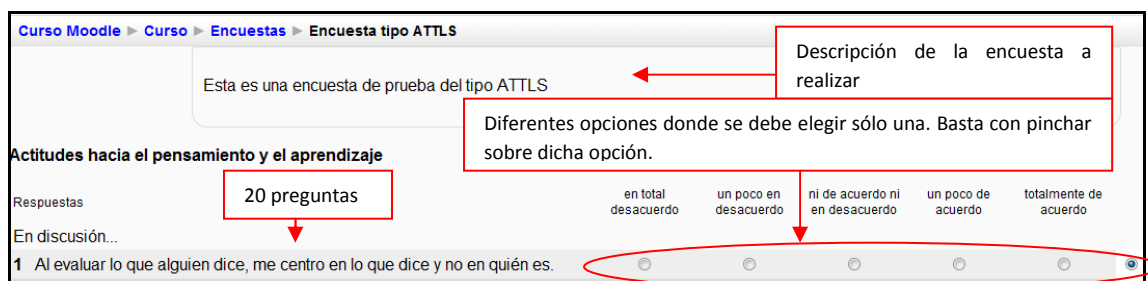 Curso Moodle ► Curso ► Encuestas ► Encuesta tipo ATTLS
Descripción de la encuesta a
realizar
Esta es una encuesta de prueba del tipo ATTLS
Diferentes opciones donde se debe elegir sólo una. Basta con pinchar
sobre dicha opción.
Actitudes hacia el pensamiento y el aprendizaje
20 preguntas
Respuestas
en total
desacuerdo
un poco en
desacuerdo
ni de acuerdo ni
en desacuerdo
un poco de
acuerdo
totalmente de
acuerdo
En discusión...
1 Al evaluar lo que alguien dice, me centro en lo que dice y no en quién es.